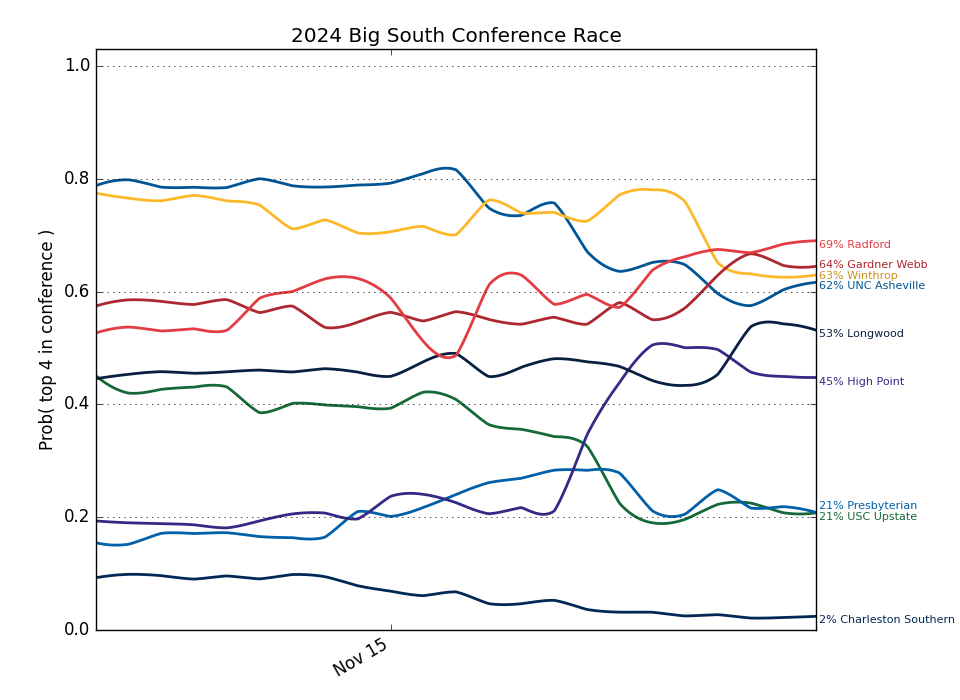 2024 Big South Conference Race
Prob( top 4 in conference )
1.0
0.8
0.6
0.4
0.2
0.0
Nov 15
69% Radford
64% Gardner Webb
63% Winthrop
62% UNC Asheville
53% Longwood
45% High Point
21% Presbyterian
21% USC Upstate
2% Charleston Southern